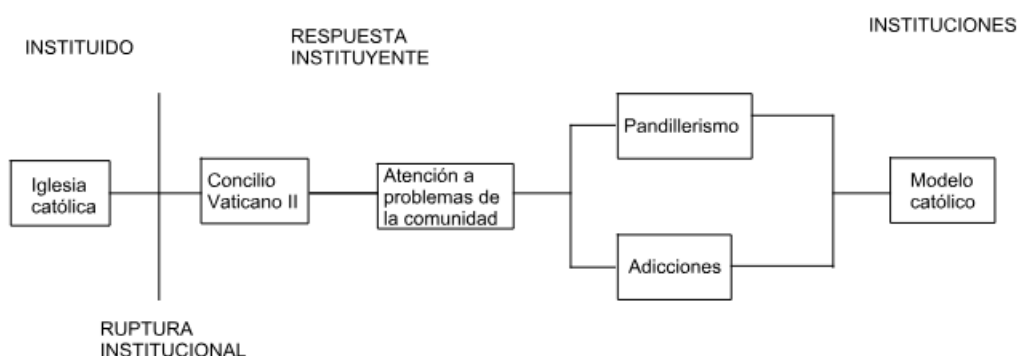 INSTITUIDO
RESPUESTA
INSTITUYENTE
INSTITUCIONES
Iglesia
católica
Concilio
Vaticano II
Atención a
problemas de
la comunidad
Pandillerismo
Adicciones
Modelo
católico
RUPTURA
INSTITUCIONAL